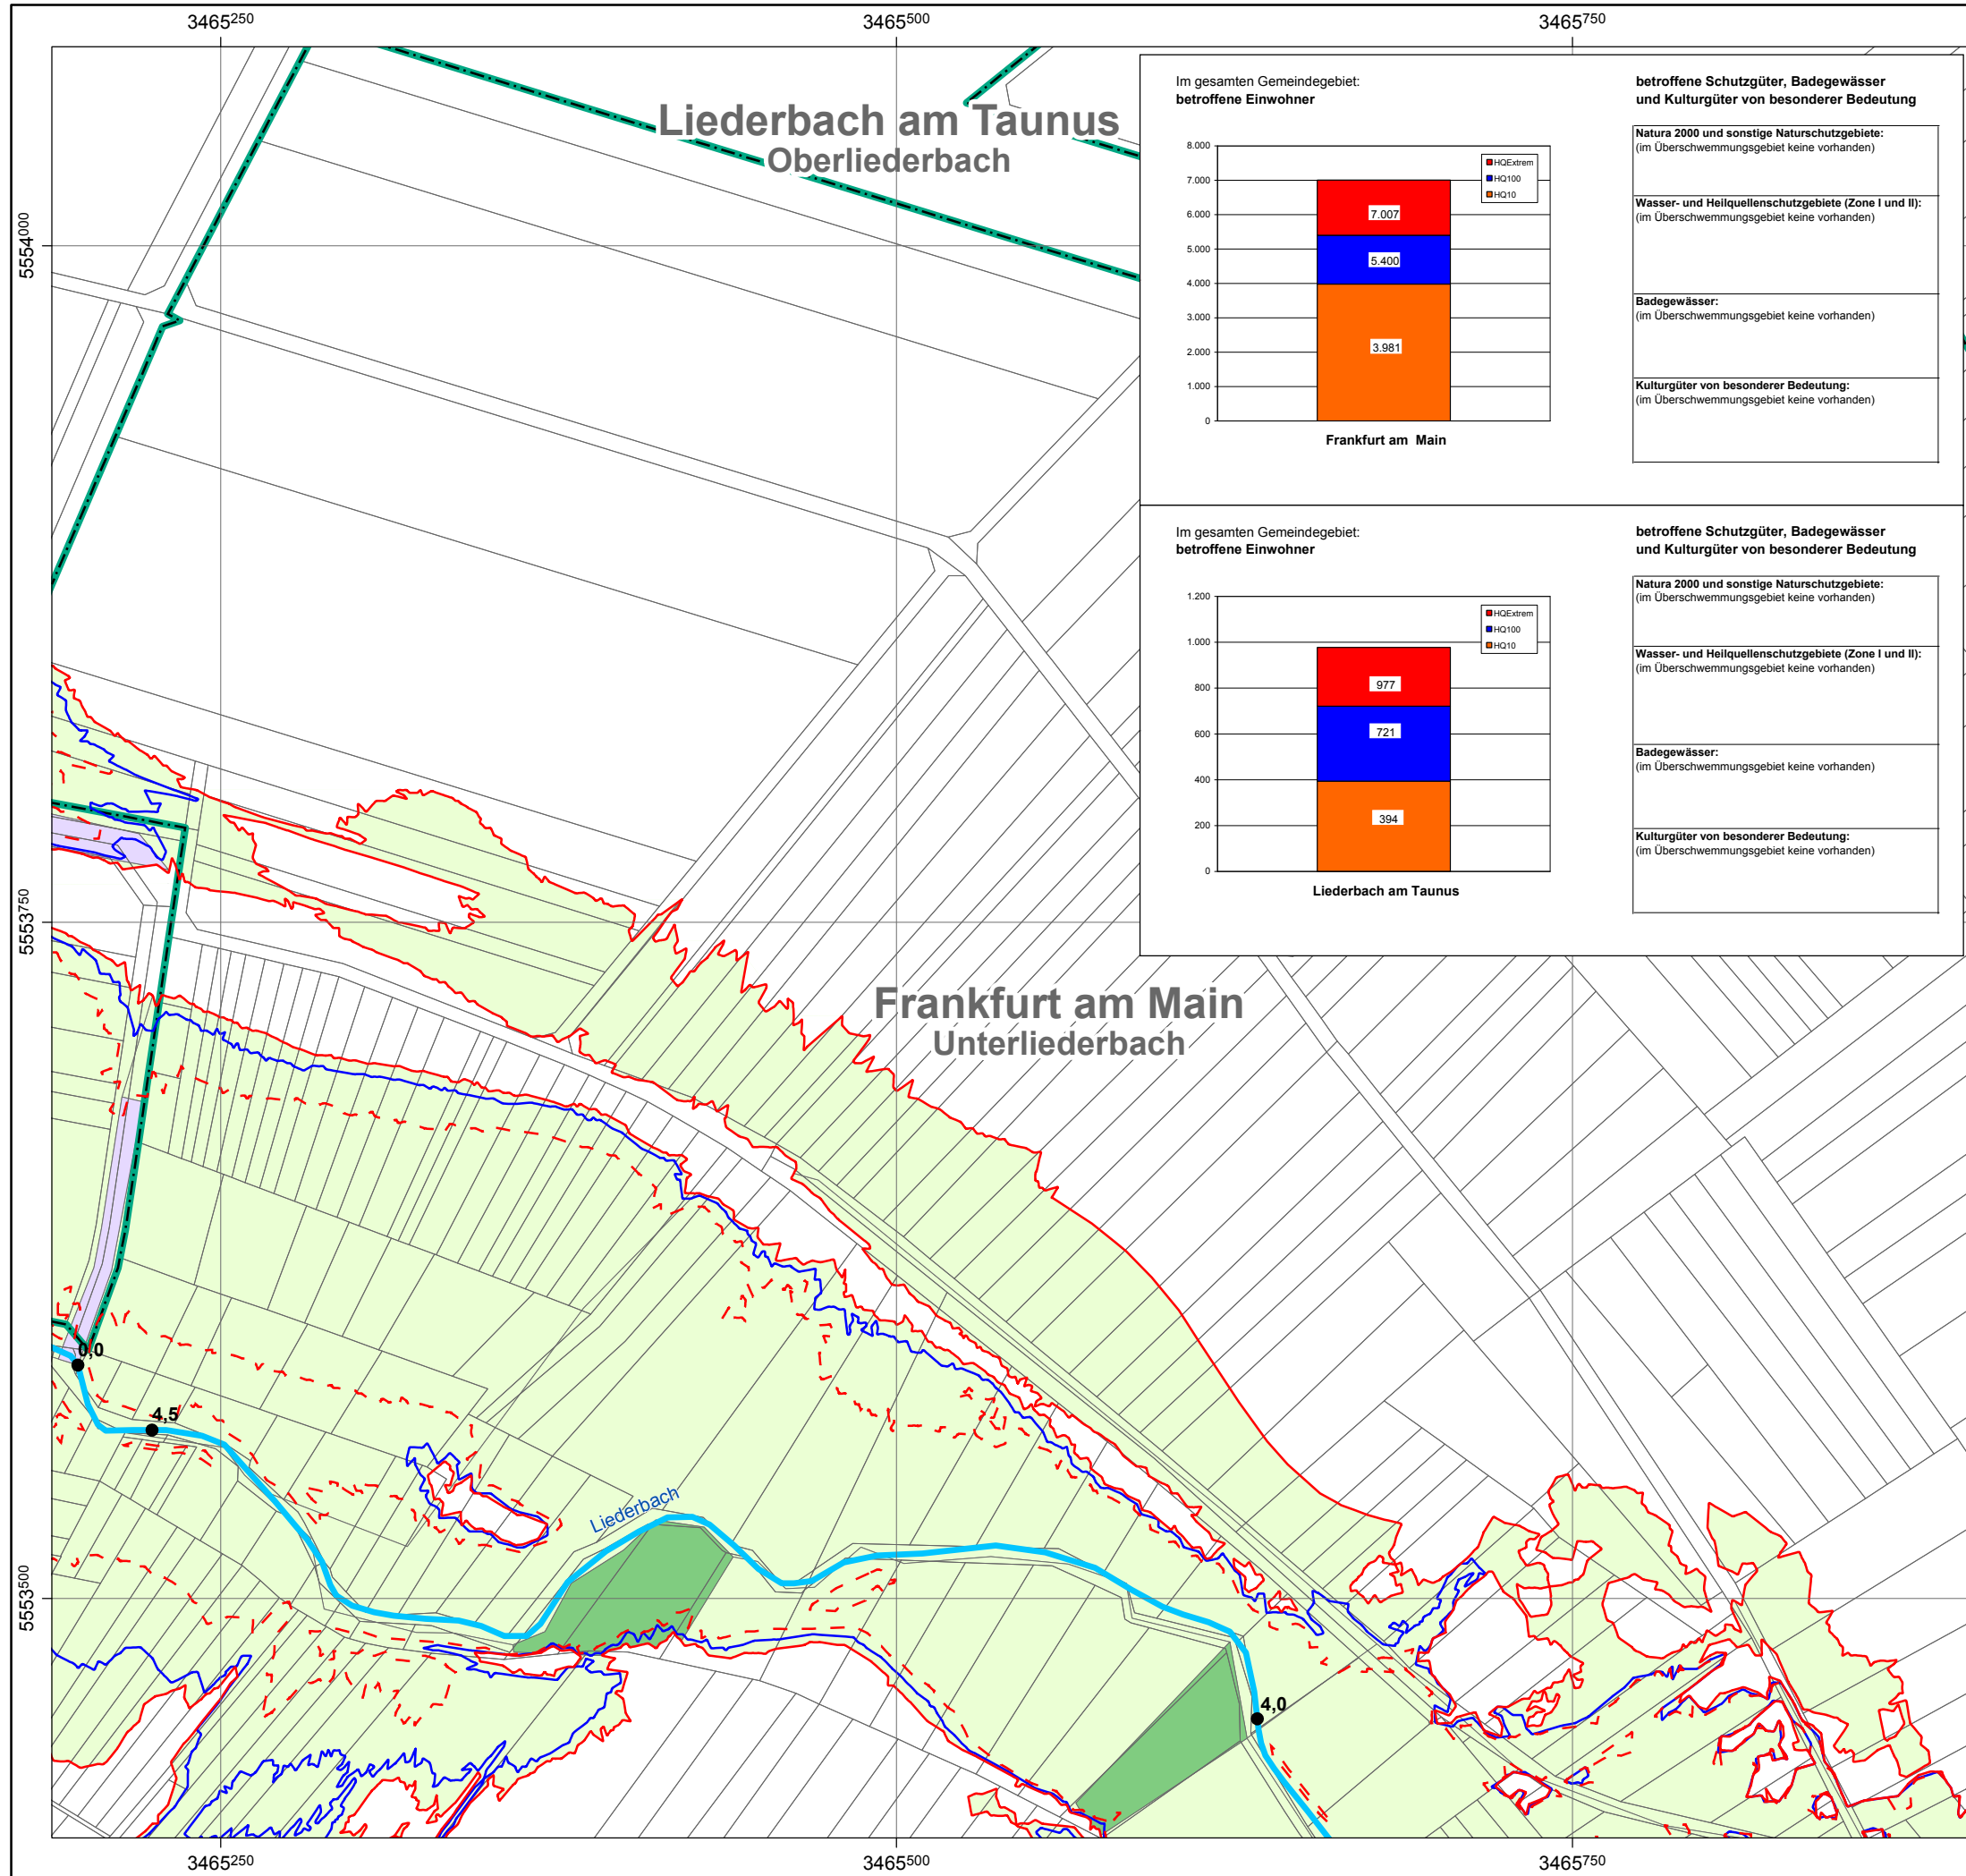 3465250
3465500
3465750
5554000
5553750
5553500
Liederbach am Taunus
Oberliederbach
Im gesamten Gemeindegebiet:
betroffene Einwohner
8.000
7.000
6.000
5.000
4.000
3.000
2.000
1.000
0
HQExtrem
HQ100
HQ10
7.007
5.400
3.981
Frankfurt am Main
betroffene Schutzgüter, Badegewässer
und Kulturgüter von besonderer Bedeutung
Natura 2000 und sonstige Naturschutzgebiete:
(im Überschwemmungsgebiet keine vorhanden)
Wasser- und Heilquellenschutzgebiete (Zone I und II):
(im Überschwemmungsgebiet keine vorhanden)
Badegewässer:
(im Überschwemmungsgebiet keine vorhanden)
Kulturgüter von besonderer Bedeutung:
(im Überschwemmungsgebiet keine vorhanden)
Im gesamten Gemeindegebiet:
betroffene Einwohner
1.200
1.000
800
600
400
200
0
HQExtrem
HQ100
HQ10
977
721
394
Liederbach am Taunus
betroffene Schutzgüter, Badegewässer
und Kulturgüter von besonderer Bedeutung
Natura 2000 und sonstige Naturschutzgebiete:
(im Überschwemmungsgebiet keine vorhanden)
Wasser- und Heilquellenschutzgebiete (Zone I und II):
(im Überschwemmungsgebiet keine vorhanden)
Badegewässer:
(im Überschwemmungsgebiet keine vorhanden)
Kulturgüter von besonderer Bedeutung:
(im Überschwemmungsgebiet keine vorhanden)
Frankfurt am Main
Unterliederbach
0,0
4,5
Liederbach
4,0
3465250
3465500
3465750